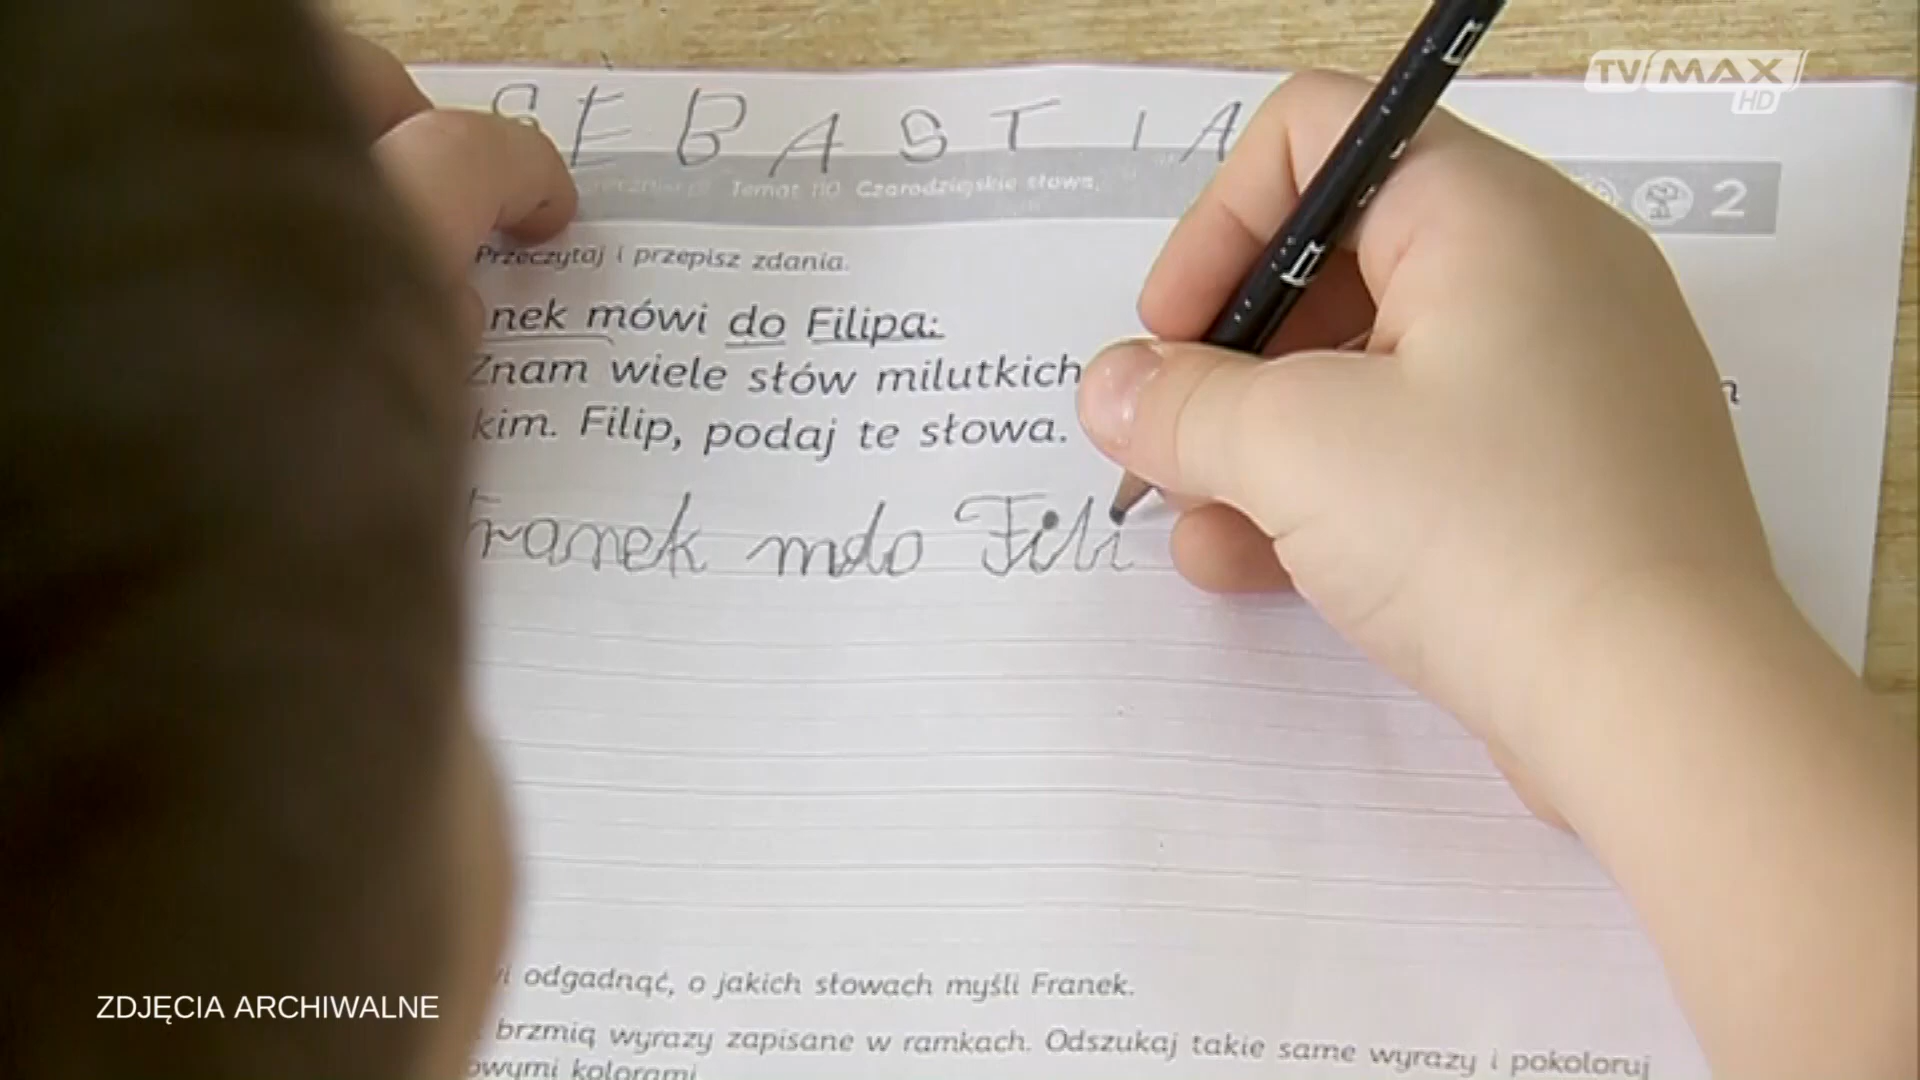 TV MAX HD
SEBASTIA
Temat 110 Czarodziejskie słowa.
2
Przeczytaj i przepisz zdania.
nek mówi do Filipa:
Znam wiele słów milutkich
kim. Filip, podaj te słowa.
Franek mdo Fili
odgadnąć, o jakich słowach myśli Franek.
brzmią wyrazy zapisane w ramkach. Odszukaj takie same wyrazy i pokoloruj
owymi kolorami.
ZDJĘCIA ARCHIWALNE